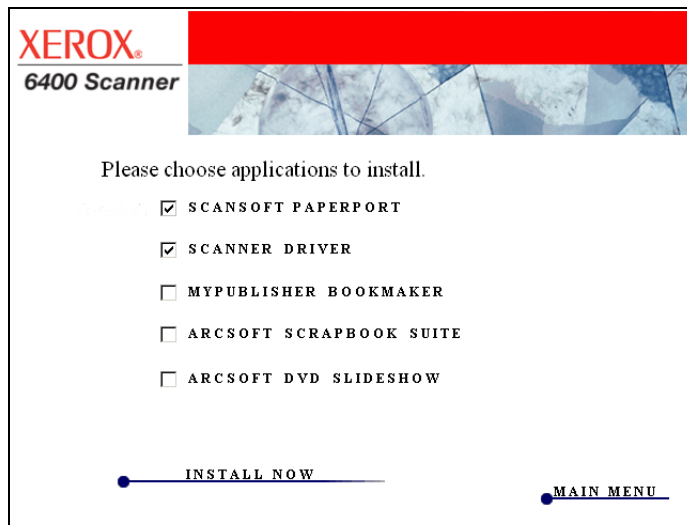 XEROX®
6400 Scanner
Please choose applications to install.
SCANSOFT PAPERPORT
SCANNER DRIVER
MYPUBLISHER BOOKMAKER
ARCSOFT SCRAPBOOK SUITE
ARCSOFT DVD SLIDESHOW
INSTALL NOW
MAIN MENU